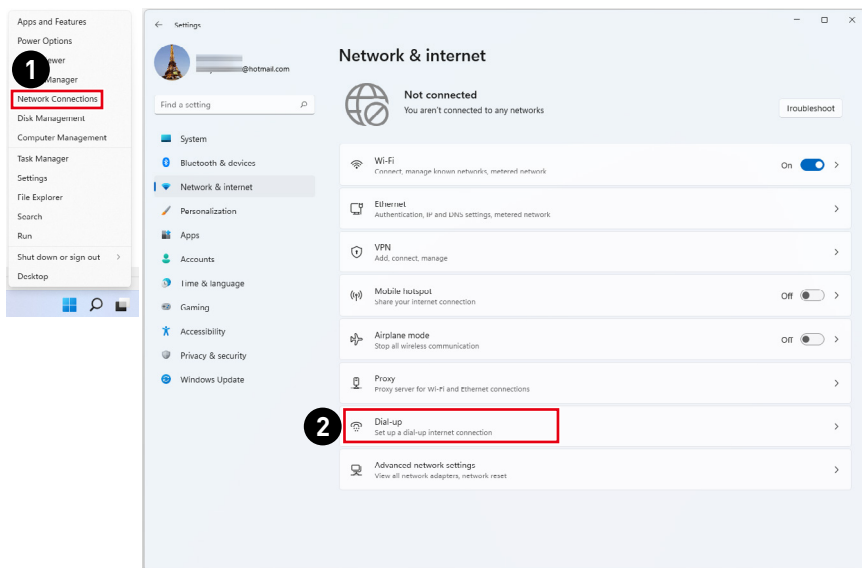 Apps and Features
Power Options
ewer
1
Manager
Network Connections
Disk Management
Computer Management
Task Manager
Settings
File Explorer
Search
Run
Shut down or sign out
Desktop
Settings
@hotmail.com
Find a setting
System
Bluetooth & devices
Network & internet
Personalization
Apps
Accounts
Time & language
Gaming
Accessibility
Privacy & security
Windows Update
Network & internet
Not connected
You aren't connected to any networks
Troubleshoot
Wi-Fi
On
Connect, manage known networks, metered network
Ethernet
Authentication, IP and DNS settings, metered network
VPN
Add, connect, manage
Mobile hotspot
Off
Share your internet connection
Airplane mode
Off
Stop all wireless communication
Proxy
Proxy server for Wi-Fi and Ethernet connections
2
Dial-up
Set up a dial-up internet connection
Advanced network settings
View all network adapters, network reset